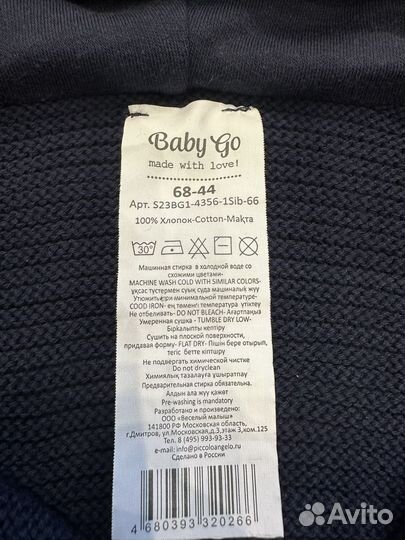 Baby Go
made with love!
68-44
Арт. S23BG1-4356-1Sib-66
100% Хлопок-Cotton-Мақта
30°
Машинная стирка в холодной воде со
схожими цветами-
MACHINE WASH COLD WITH SIMILAR COLORS-
ұқсас түстермен суық суда машиналық жуу
Утюжить при минимальной температуре-
COOD IRON- ең төменгі температура үтіктеу
Не отбеливать- DO NOT BLEACH- Ағартпаңыз
Умеренная сушка - TUMBLE DRY LOW-
Бірқалыпты кептіру
Сушить на плоской поверхности,
придавая форму- FLAT DRY- Пішін бере отырып,
тегіс бетте кіптіру
Не подвергать химической чистке
Do not dryclean
Химиялық тазалауға ұшыратпау
Предварительная стирка обязательна.
Алдын ала жуу қажет
Pre-washing is mandatory
Разработано и произведено:
ООО «Веселый малыш»
141800 РФ Московская область,
г.Дмитров, ул.Московская,д.3,этаж 3,ком.125
Тел. 8 (495) 993-93-33
e-mail: info@piccoloangelo.ru
Сделано в России
4 680393 320266
Avito